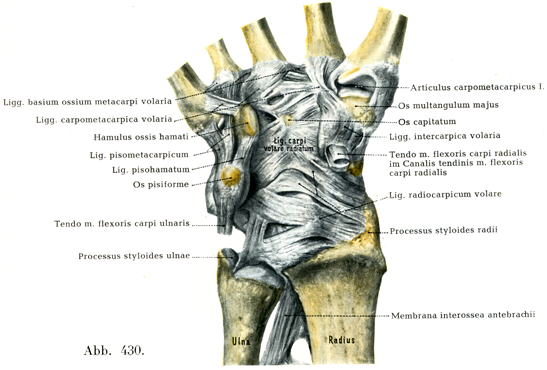 Ligg. basium ossium metacarpi volaria
Ligg. carpometacarpica volaria
Hamulus ossis hamati
Lig. pisometacarpicum
Lig. pisohamatum
Os pisiforme
Tendo m. flexoris carpi ulnaris
Processus styloides ulnae
Abb. 430.
Lig. carpi
volare radiatum
Ulna
Radius
Articulus carpometacarpicus I.
Os multangulum majus
Os capitatum
Ligg. intercarpica volaria
Tendo m. flexoris carpi radialis
im Canalis tendinis m. flexoris
carpi radialis
Lig. radiocarpicum volare
Processus styloides radii
Membrana interossea antebrachii